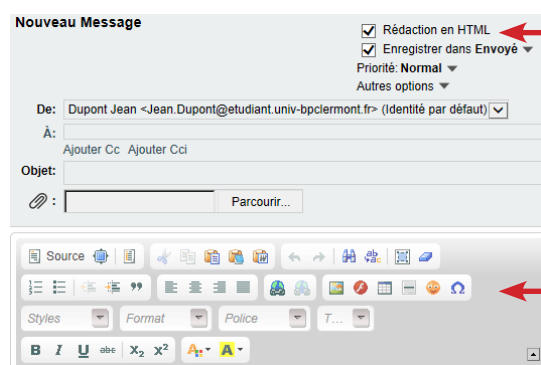 Nouveau Message
Rédaction en HTML
Enregistrer dans Envoyé
Priorité: Normal
Autres options
De: Dupont Jean <Jean.Dupont@etudiant.univ-bpclermont.fr> (Identité par défaut)
À:
Ajouter Cc Ajouter Cci
Objet:
: Parcourir...
Source
Styles Format Police T...
B I U abc X₂ X² A A